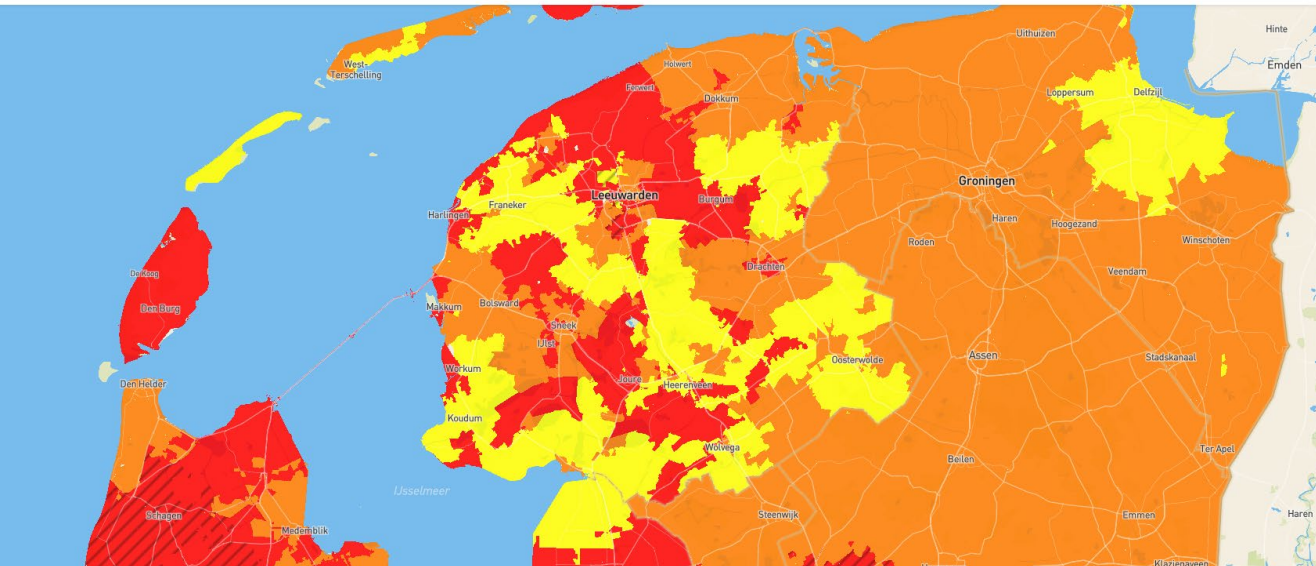 Hinte
Uithuizen
Emden
West-
Terschelling
Holwert
Ferwert
Dokkum
Loppersum
Delfzijl
Groningen
Leeuwarden
Burgum
Franeker
Harlingen
Haren
Hoogezand
Roden
Winschoten
De Koog
Drachten
Veendam
Den Burg
Makkum
Bolsward
Sneek
IJlst
Workum
Joure
Heerenveen
Oosterwolde
Assen
Stadskanaal
Den Helder
Koudum
Wolvega
Ter Apel
Beilen
IJsselmeer
Schagen
Medemblik
Steenwijk
Emmen
Haren
Klazienaveen